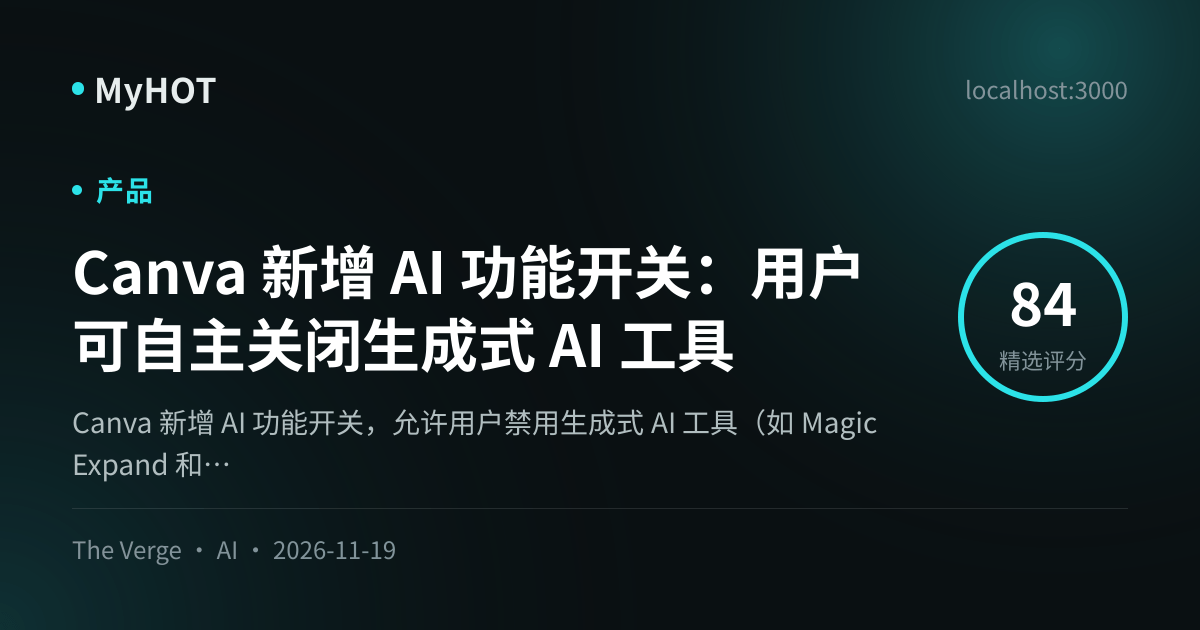 MyHOT
localhost:3000
产品
Canva 新增 AI 功能开关：用户
可自主关闭生成式 AI 工具
84
精选评分
Canva 新增 AI 功能开关，允许用户禁用生成式 AI 工具（如 Magic
Expand 和…
The Verge · AI · 2026-11-19